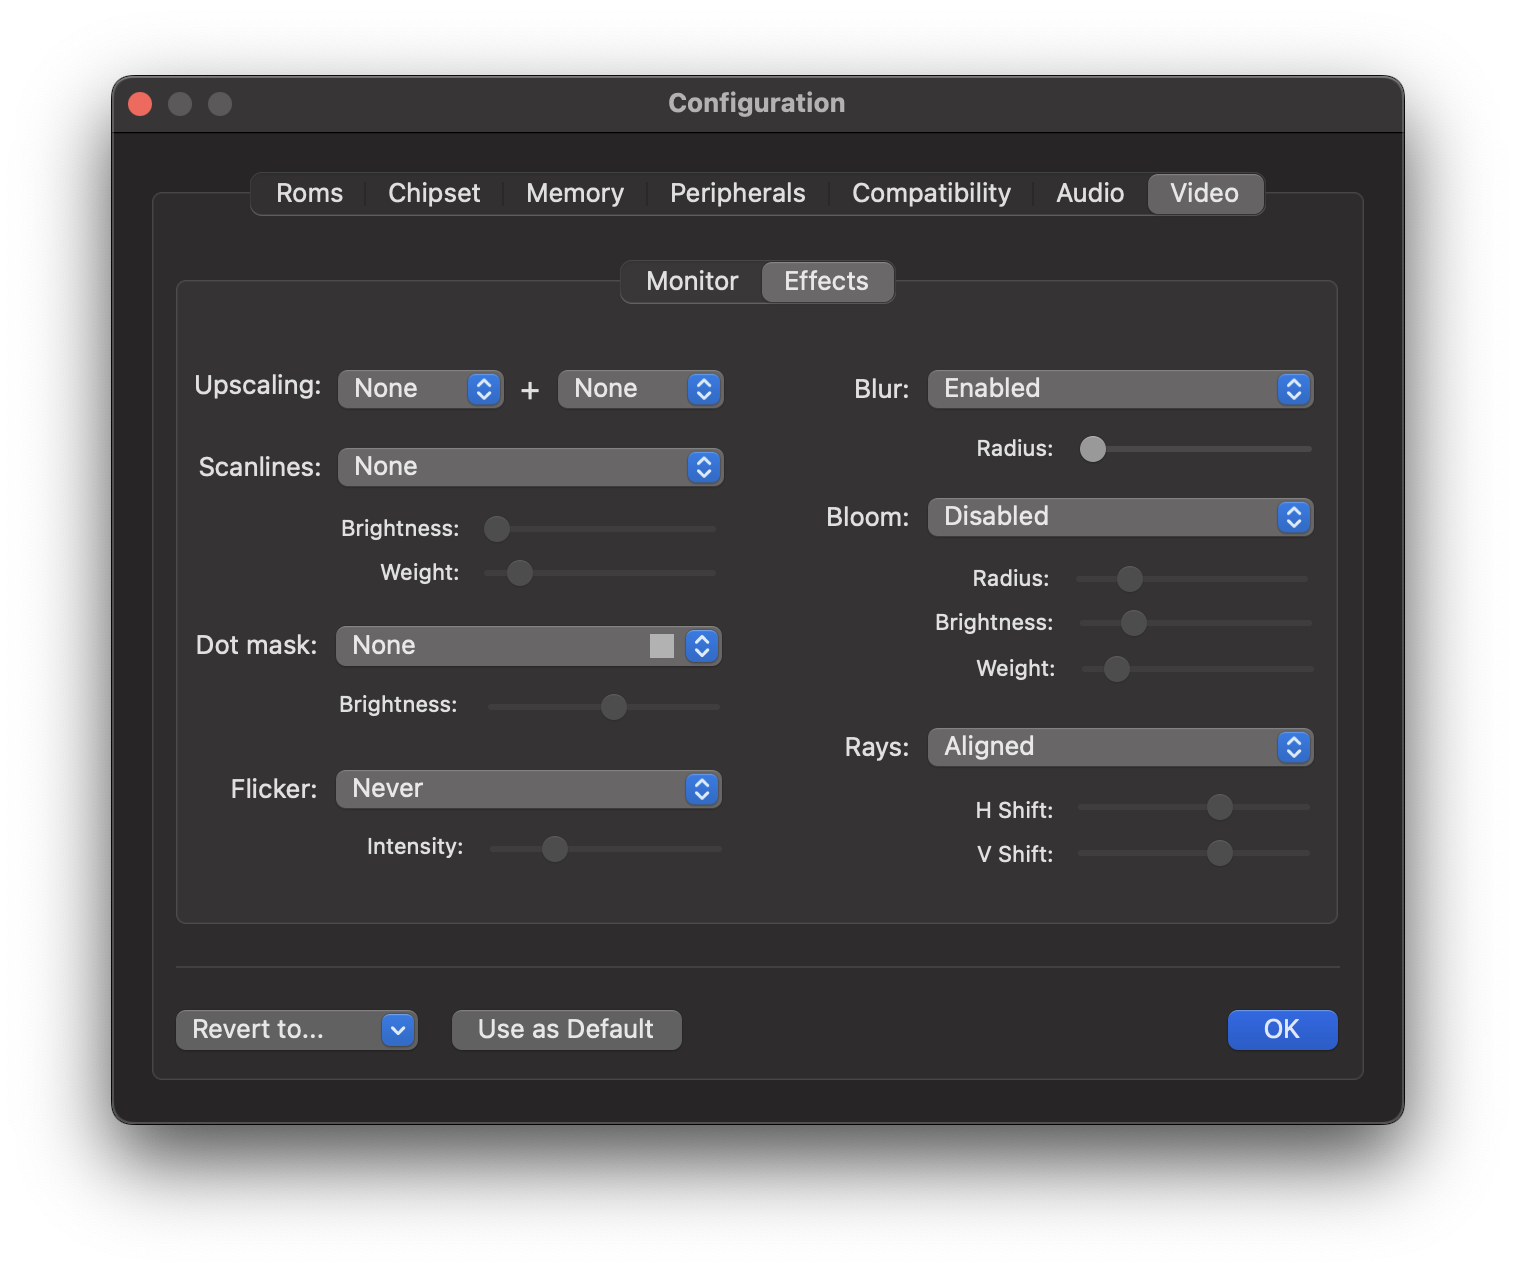 Configuration
Roms Chipset Memory Peripherals Compatibility Audio Video
Monitor Effects
Upscaling: None + None
Scanlines: None
Brightness:
Weight:
Dot mask: None
Brightness:
Flicker: Never
Intensity:
Blur: Enabled
Radius:
Bloom: Disabled
Radius:
Brightness:
Weight:
Rays: Aligned
H Shift:
V Shift:
Revert to... Use as Default OK